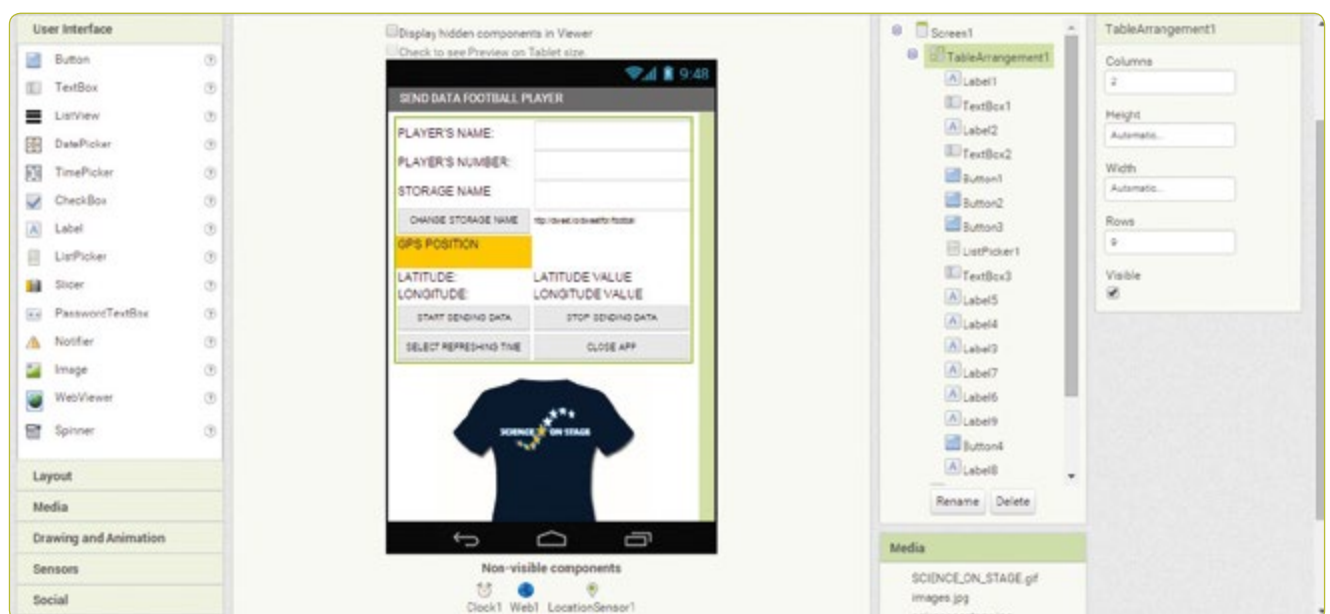 User Interface
Button
TextBox
ListView
DatePicker
TimePicker
CheckBox
Label
ListPicker
Slicer
PasswordTextBox
Notifier
Image
WebViewer
Spinner
Layout
Media
Drawing and Animation
Sensors
Social
Display hidden components in Viewer
Check to see Preview on Tablet size.
9:48
SEND DATA FOOTBALL PLAYER
PLAYER'S NAME:
PLAYER'S NUMBER:
STORAGE NAME
CHANGE STORAGE NAME
GPS POSITION
LATITUDE: LATITUDE VALUE
LONGITUDE: LONGITUDE VALUE
START SENDING DATA STOP SENDING DATA
SELECT REFRESHING TIME CLOSE APP
SCIENCE ON STAGE
Non-visible components
Clock1 Web1 LocationSensor1
Screen1
TableArrangement1
Label1
TextBox1
Label2
TextBox2
Button1
Button2
Button3
ListPicker1
TextBox3
Label5
Label4
Label3
Label7
Label6
Label9
Button4
Label8
Rename Delete
Media
SCIENCE_ON_STAGE.gif
images.jpg
TableArrangement1
Columns
2
Height
Automatic...
Width
Automatic...
Rows
9
Visible